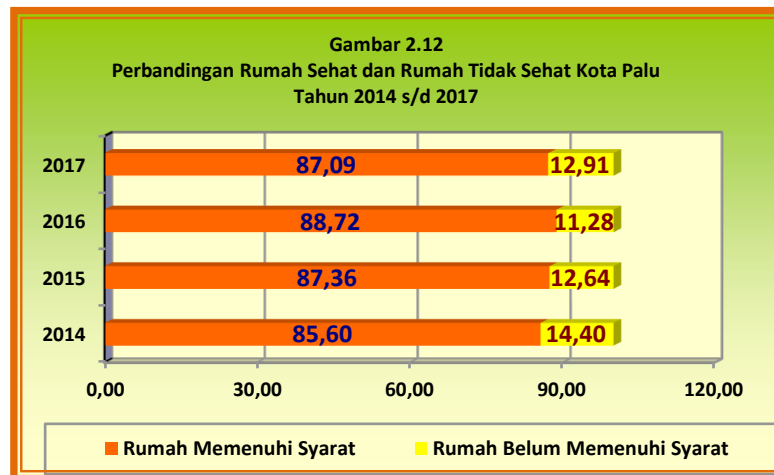 Gambar 2.12
Perbandingan Rumah Sehat dan Rumah Tidak Sehat Kota Palu
Tahun 2014 s/d 2017
2017 87,09 12,91
2016 88,72 11,28
2015 87,36 12,64
2014 85,60 14,40
0,00 30,00 60,00 90,00 120,00
Rumah Memenuhi Syarat Rumah Belum Memenuhi Syarat